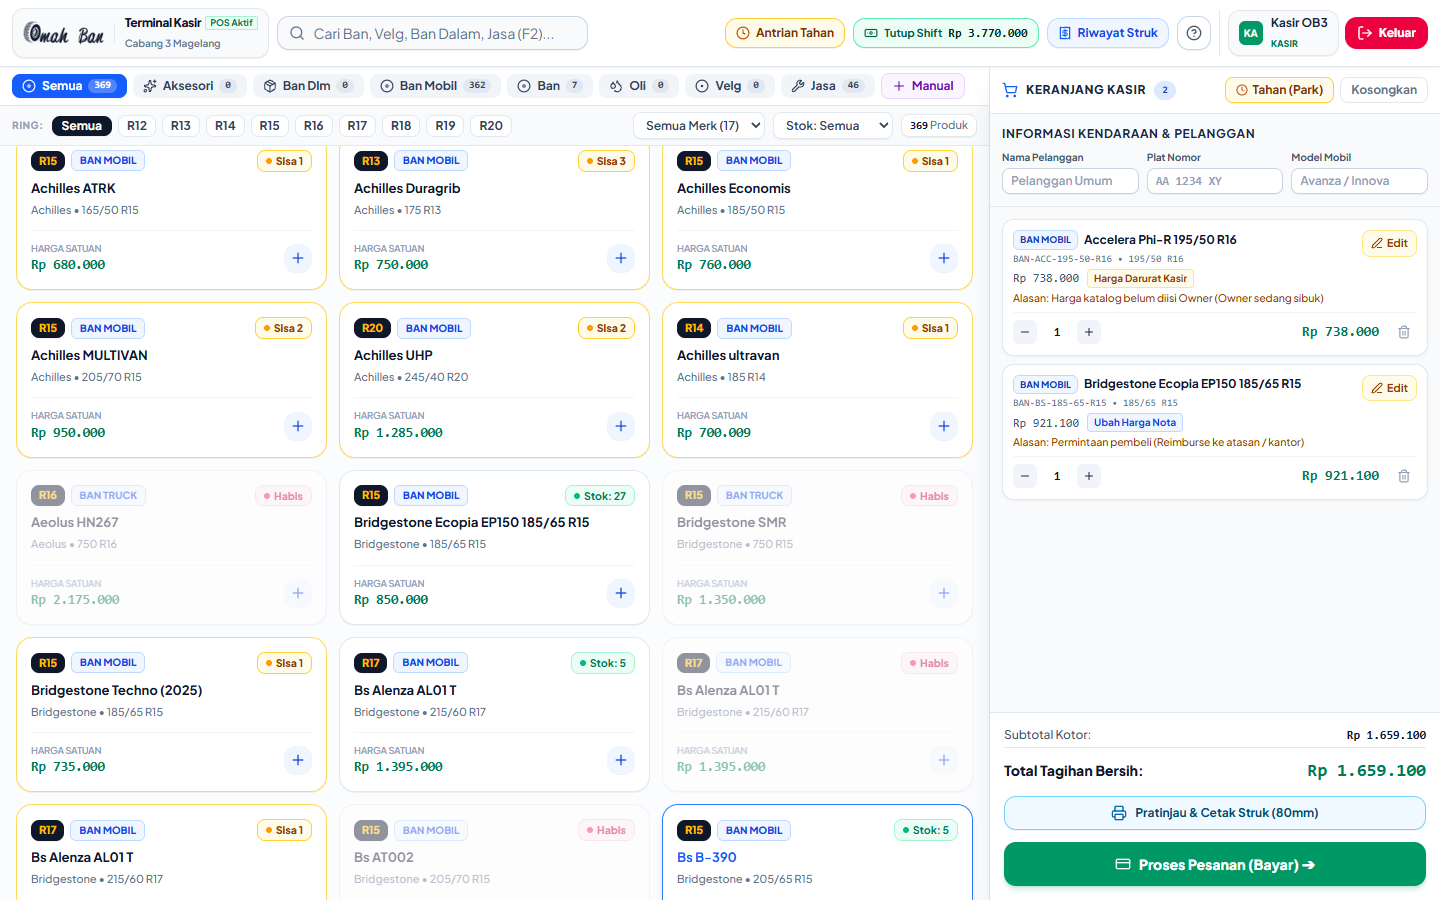 Omah Ban
Terminal Kasir POS Aktif
Cabang 3 Magelang
Cari Ban, Velg, Ban Dalam, Jasa (F2)...
Antrian Tahan
Tutup Shift Rp 3.770.000
Riwayat Struk
KA
Kasir OB3
KASIR
Keluar
Semua 369
Aksesori 0
Ban Dlm 0
Ban Mobil 362
Ban 7
Oli 0
Velg 0
Jasa 46
+ Manual
RING: Semua R12 R13 R14 R15 R16 R17 R18 R19 R20
Semua Merk (17)
Stok: Semua
369 Produk
R15 BAN MOBIL Sisa 1
Achilles ATRK
Achilles • 165/50 R15
HARGA SATUAN
Rp 680.000
R13 BAN MOBIL Sisa 3
Achilles Duragrib
Achilles • 175 R13
HARGA SATUAN
Rp 750.000
R15 BAN MOBIL Sisa 1
Achilles Economis
Achilles • 185/50 R15
HARGA SATUAN
Rp 760.000
R15 BAN MOBIL Sisa 2
Achilles MULTIVAN
Achilles • 205/70 R15
HARGA SATUAN
Rp 950.000
R20 BAN MOBIL Sisa 2
Achilles UHP
Achilles • 245/40 R20
HARGA SATUAN
Rp 1.285.000
R14 BAN MOBIL Sisa 1
Achilles ultravan
Achilles • 185 R14
HARGA SATUAN
Rp 700.009
R16 BAN TRUCK Habis
Aeolus HN267
Aeolus • 750 R16
HARGA SATUAN
Rp 2.175.000
R15 BAN MOBIL Stok: 27
Bridgestone Ecopia EP150 185/65 R15
Bridgestone • 185/65 R15
HARGA SATUAN
Rp 850.000
R15 BAN TRUCK Habis
Bridgestone SMR
Bridgestone • 750 R15
HARGA SATUAN
Rp 1.350.000
R15 BAN MOBIL Sisa 1
Bridgestone Techno (2025)
Bridgestone • 185/65 R15
HARGA SATUAN
Rp 735.000
R17 BAN MOBIL Stok: 5
Bs Alenza AL01 T
Bridgestone • 215/60 R17
HARGA SATUAN
Rp 1.395.000
R17 BAN MOBIL Habis
Bs Alenza AL01 T
Bridgestone • 215/60 R17
HARGA SATUAN
Rp 1.395.000
R17 BAN MOBIL Sisa 1
Bs Alenza AL01 T
Bridgestone • 215/60 R17
R15 BAN MOBIL Habis
Bs AT002
Bridgestone • 205/70 R15
R15 BAN MOBIL Stok: 5
Bs B-390
Bridgestone • 205/65 R15
KERANJANG KASIR 2
Tahan (Park)
Kosongkan
INFORMASI KENDARAAN & PELANGGAN
Nama Pelanggan
Pelanggan Umum
Plat Nomor
AA 1234 XY
Model Mobil
Avanza / Innova
BAN MOBIL Accelera Phi-R 195/50 R16
Edit
BAN-ACC-195-50-R16 • 195/50 R16
Rp 738.000 Harga Darurat Kasir
Alasan: Harga katalog belum diisi Owner (Owner sedang sibuk)
− 1 + Rp 738.000
BAN MOBIL Bridgestone Ecopia EP150 185/65 R15
Edit
BAN-BS-185-65-R15 • 185/65 R15
Rp 921.100 Ubah Harga Nota
Alasan: Permintaan pembeli (Reimburse ke atasan / kantor)
− 1 + Rp 921.100
Subtotal Kotor: Rp 1.659.100
Total Tagihan Bersih: Rp 1.659.100
Pratinjau & Cetak Struk (80mm)
Proses Pesanan (Bayar) ➔